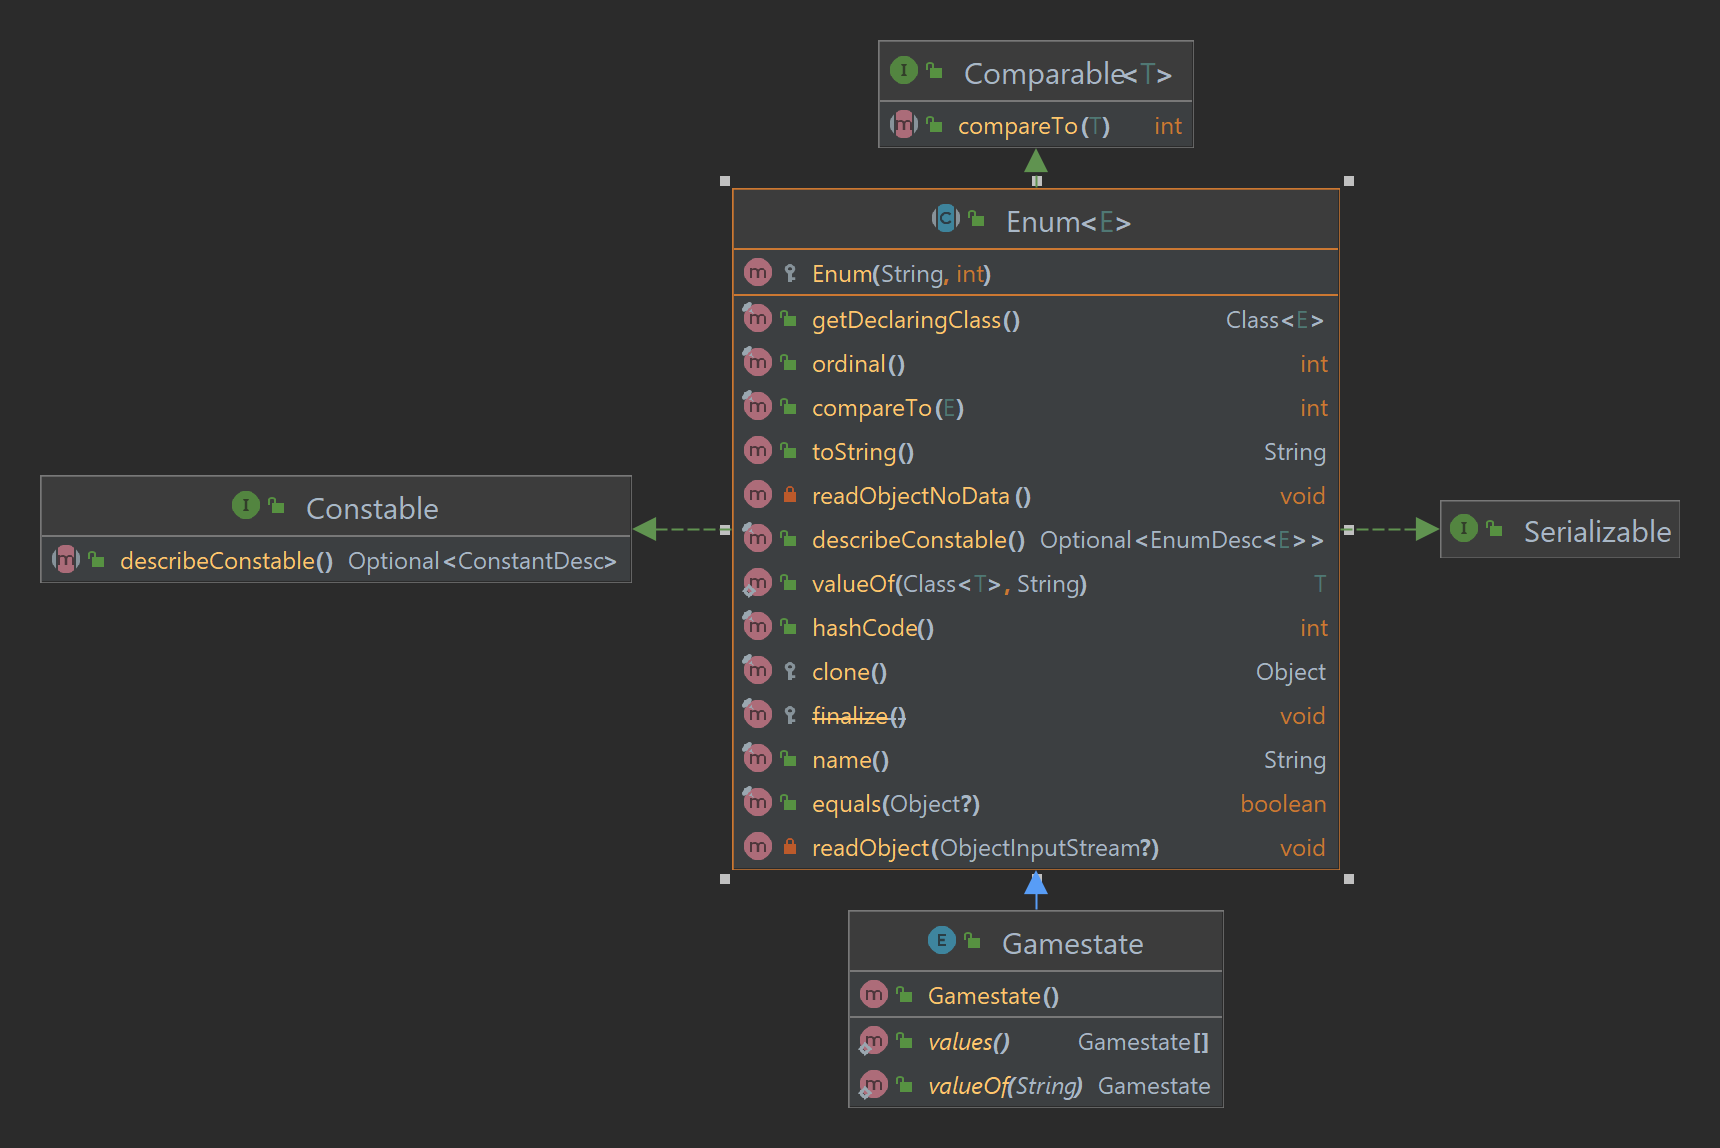 I Comparable<T>
m compareTo(T) int
C Enum<E>
m Enum(String, int)
m getDeclaringClass() Class<E>
m ordinal() int
m compareTo(E) int
m toString() String
m readObjectNoData() void
m describeConstable() Optional<EnumDesc<E>>
m valueOf(Class<T>, String) T
m hashCode() int
m clone() Object
m finalize() void
m name() String
m equals(Object?) boolean
m readObject(ObjectInputStream?) void
I Constable
m describeConstable() Optional<ConstantDesc>
I Serializable
E Gamestate
m Gamestate()
m values() Gamestate[]
m valueOf(String) Gamestate